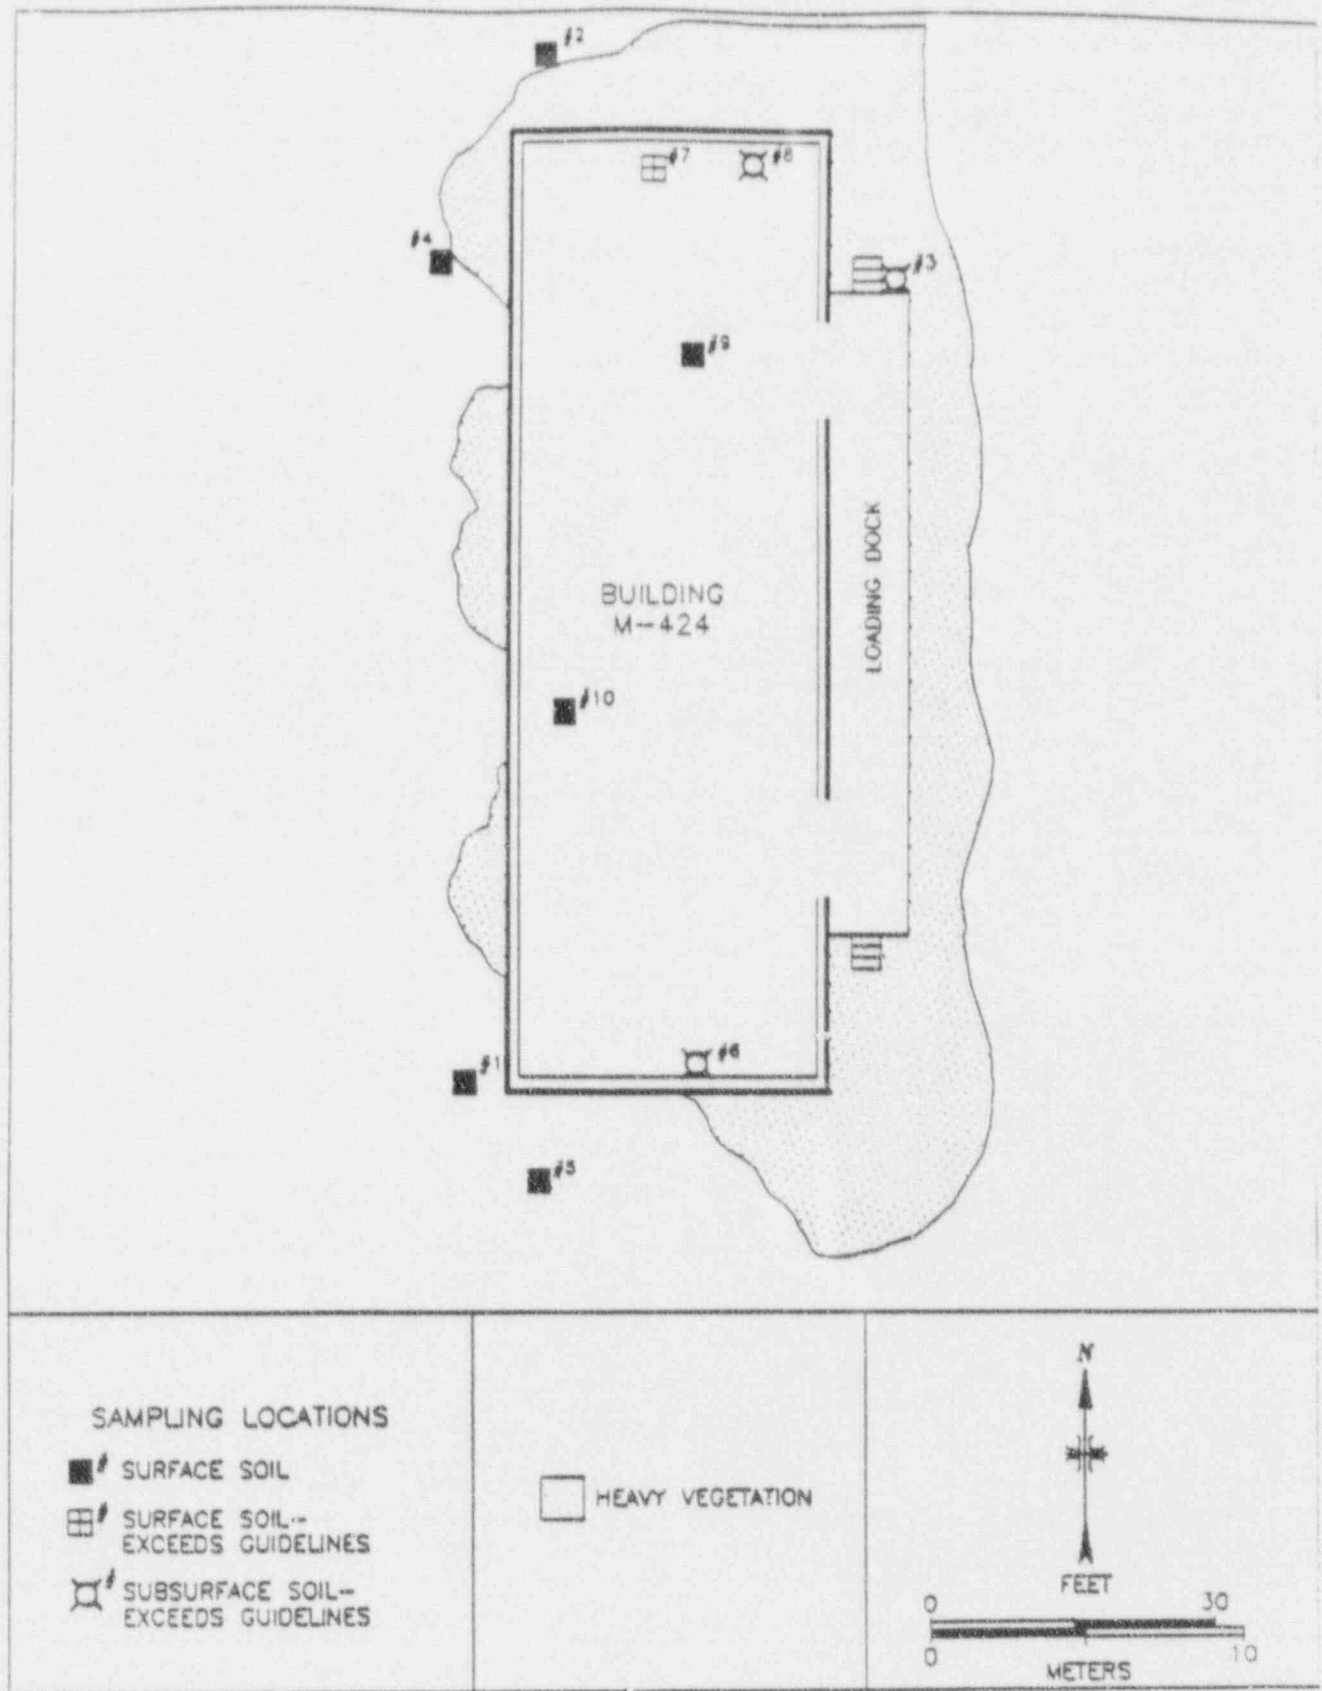 #2
#7
#8
#4
#3
#9
LOADING DOCK
BUILDING
M-424
#10
#6
#1
#5
SAMPLING LOCATIONS
# SURFACE SOIL
# SURFACE SOIL-
EXCEEDS GUIDELINES
# SUBSURFACE SOIL-
EXCEEDS GUIDELINES
HEAVY VEGETATION
N
FEET
0 30
0 10
METERS